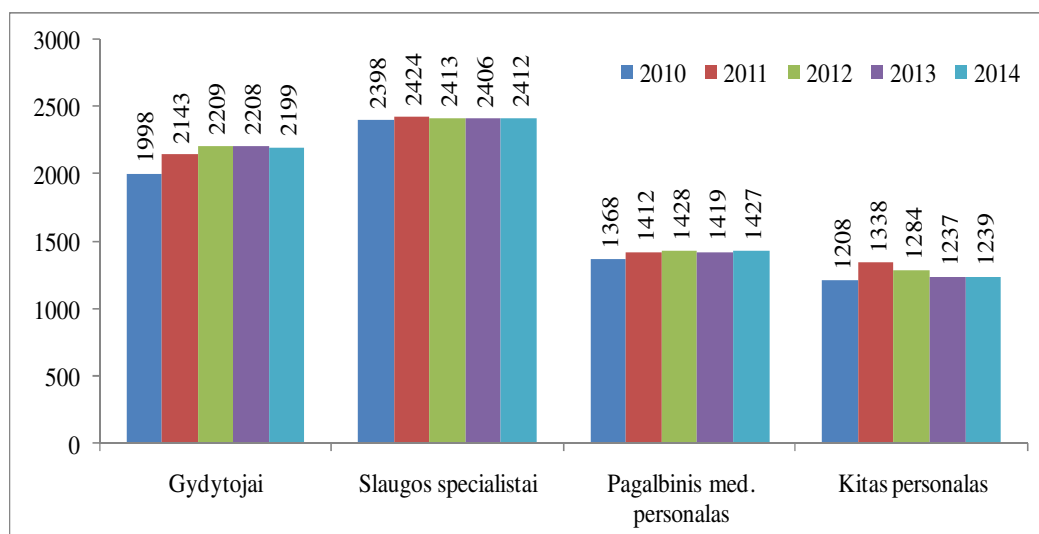 3000
2500
2000
1500
1000
500
0
2010 2011 2012 2013 2014
1998 2143 2209 2208 2199
2398 2424 2413 2406 2412
1368 1412 1428 1419 1427
1208 1338 1284 1237 1239
Gydytojai
Slaugos specialistai
Pagalbinis med.
personalas
Kitas personalas